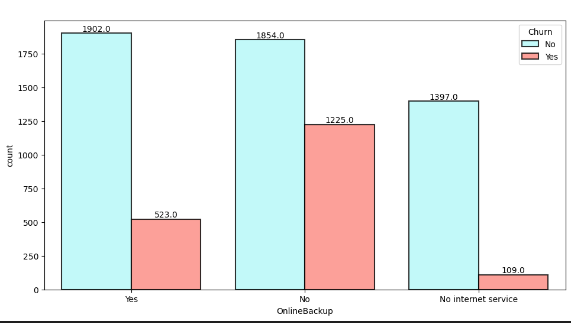 Churn
No
Yes
1902.0
1854.0
1397.0
1225.0
523.0
109.0
1750
1500
1250
1000
750
500
250
0
count
Yes
No
No internet service
OnlineBackup